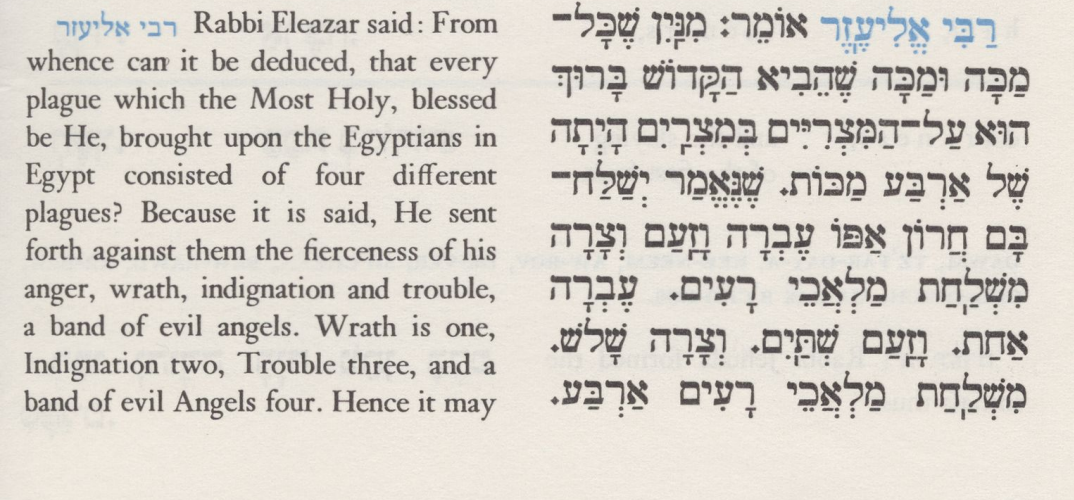 רבי אליעזר Rabbi Eleazar said: From
whence can it be deduced, that every
plague which the Most Holy, blessed
be He, brought upon the Egyptians in
Egypt consisted of four different
plagues? Because it is said, He sent
forth against them the fierceness of his
anger, wrath, indignation and trouble,
a band of evil angels. Wrath is one,
Indignation two, Trouble three, and a
band of evil Angels four. Hence it may
רַבִּי אֱלִיעֶזֶר אוֹמֵר: מִנַּיִן שֶׁכָּל־
מַכָּה וּמַכָּה שֶׁהֵבִיא הַקָּדוֹשׁ בָּרוּךְ
הוּא עַל־הַמִּצְרִיִּים בְּמִצְרַיִם הָיְתָה
שֶׁל אַרְבַּע מַכּוֹת. שֶׁנֶּאֱמַר יְשַׁלַּח־
בָּם חֲרוֹן אַפּוֹ עֶבְרָה וָזַעַם וְצָרָה
מִשְׁלַחַת מַלְאֲכֵי רָעִים. עֶבְרָה
אַחַת. וָזַעַם שְׁתַּיִם. וְצָרָה שָׁלֹשׁ.
מִשְׁלַחַת מַלְאֲכֵי רָעִים אַרְבַּע.